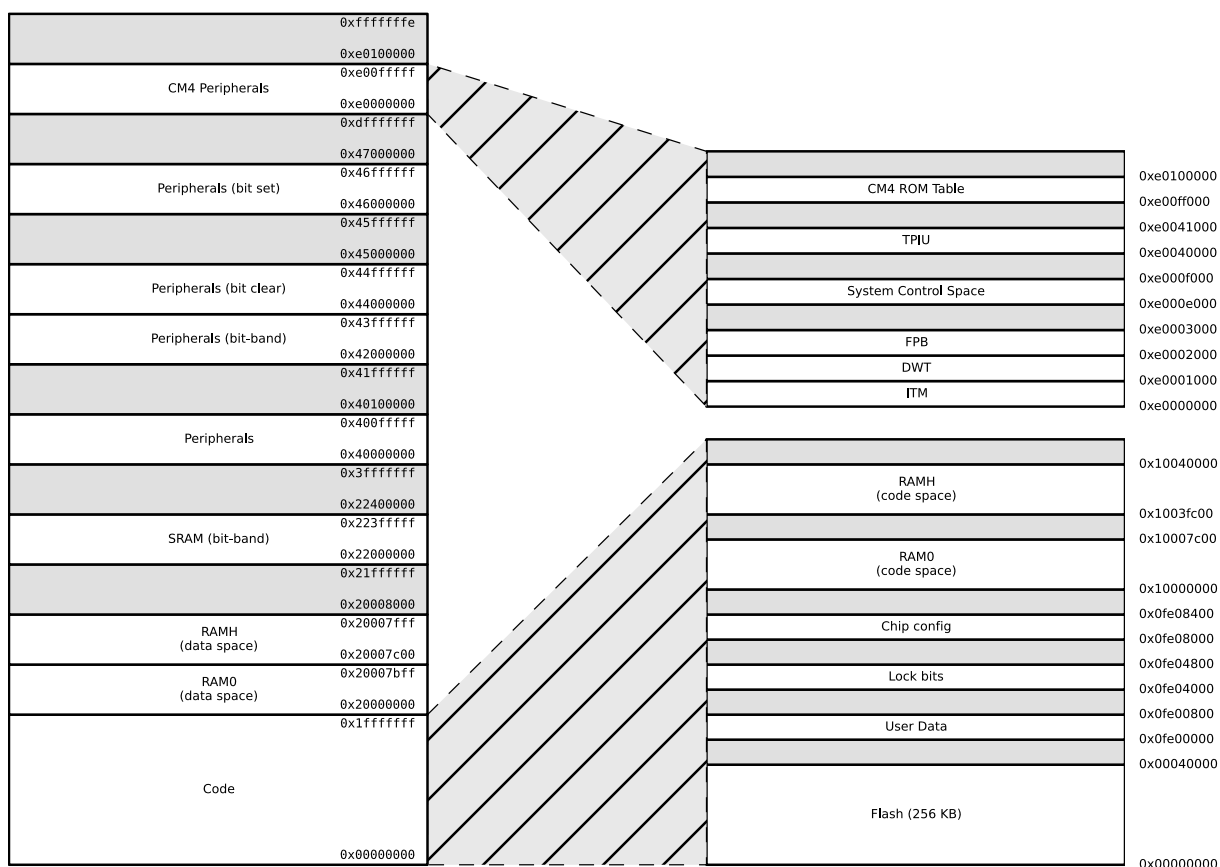 0xfffffffe
0xe0100000
0xe00fffff
CM4 Peripherals
0xe0000000
0xdfffffff
0x47000000
0x46ffffff
Peripherals (bit set)
0x46000000
0x45ffffff
0x45000000
0x44ffffff
Peripherals (bit clear)
0x44000000
0x43ffffff
Peripherals (bit-band)
0x42000000
0x41ffffff
0x40100000
0x400fffff
Peripherals
0x40000000
0x3fffffff
0x22400000
0x223fffff
SRAM (bit-band)
0x22000000
0x21ffffff
0x20008000
0x20007fff
RAMH
(data space)
0x20007c00
0x20007bff
RAM0
(data space)
0x20000000
0x1fffffff
Code
0x00000000
0xe0100000
CM4 ROM Table
0xe00ff000
0xe0041000
TPIU
0xe0040000
0xe000f000
System Control Space
0xe000e000
0xe0003000
FPB
0xe0002000
DWT
0xe0001000
ITM
0xe0000000
0x10040000
RAMH
(code space)
0x1003fc00
0x10007c00
RAM0
(code space)
0x10000000
0x0fe08400
Chip config
0x0fe08000
0x0fe04800
Lock bits
0x0fe04000
0x0fe00800
User Data
0x0fe00000
0x00040000
Flash (256 KB)
0x00000000